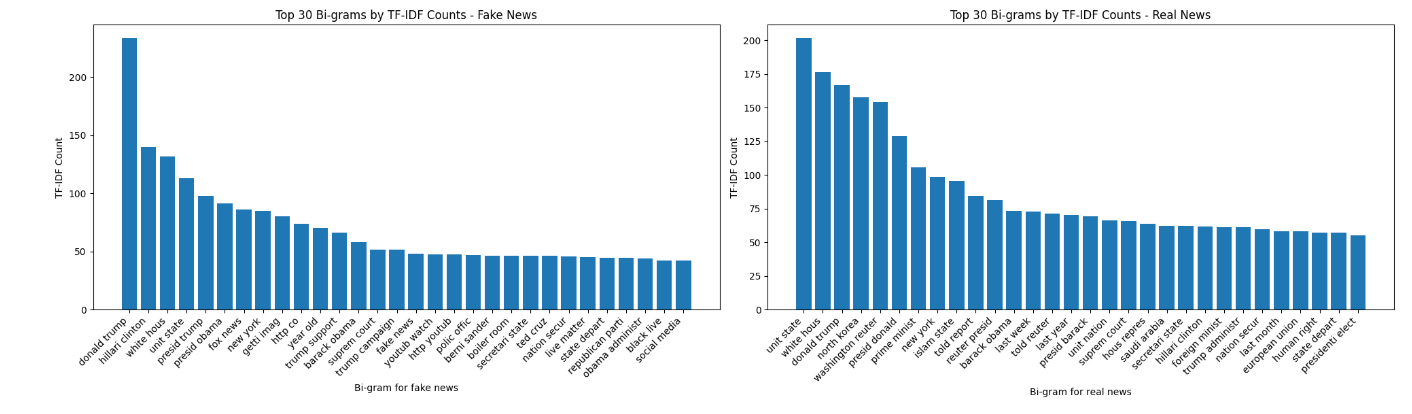 Top 30 Bi-grams by TF-IDF Counts - Fake News
TF-IDF Count
200
150
100
50
0
donald trump
hillari clinton
white hous
unit state
presid trump
presid obama
fox news
new york
getti imag
http co
year old
trump support
barack obama
suprem court
trump campaign
fake news
youtub watch
http youtub
polic offic
berni sander
boiler room
secretari state
ted cruz
nation secur
live matter
state depart
republican parti
obama administr
black live
social media
Bi-gram for fake news
Top 30 Bi-grams by TF-IDF Counts - Real News
TF-IDF Count
200
175
150
125
100
75
50
25
0
unit state
white hous
donald trump
north korea
washington reuter
presid donald
prime minist
new york
islam state
told report
reuter presid
barack obama
last week
told reuter
last year
presid barack
unit nation
suprem court
hous repres
saudi arabia
secretari state
hillari clinton
foreign minist
trump administr
nation secur
last month
european union
human right
state depart
presidenti elect
Bi-gram for real news